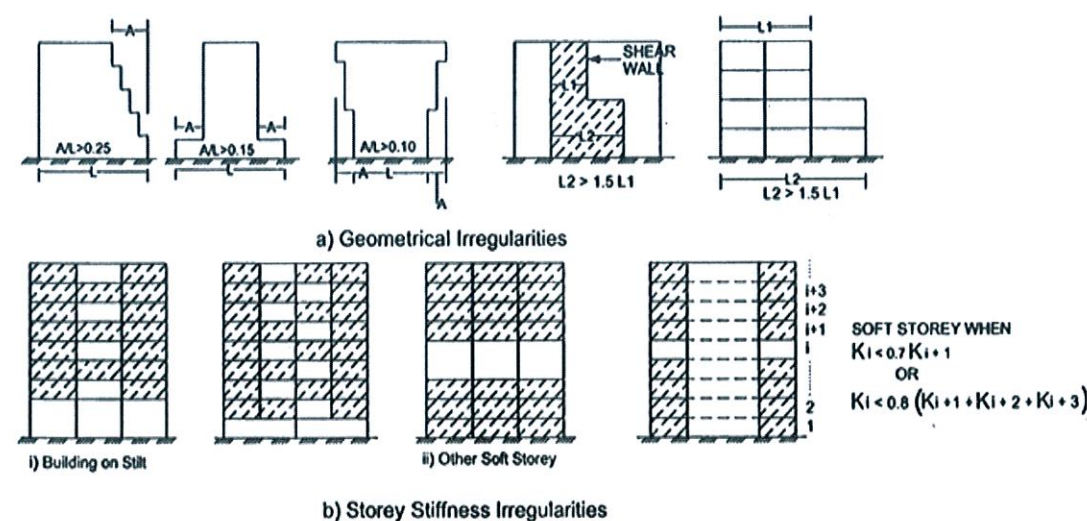 A
A/L>0.25
L
A
A
A/L>0.15
L
A/L>0.10
A
L
A
SHEAR
WALL
L1
L2
L2 > 1.5 L1
L1
L2
L2 > 1.5 L1
a) Geometrical Irregularities
i+3
i+2
i+1
i
2
1
SOFT STOREY WHEN
Ki < 0.7 Ki + 1
OR
Ki < 0.8 (Ki +1 + Ki + 2 + Ki + 3)
i) Building on Stilt
ii) Other Soft Storey
b) Storey Stiffness Irregularities